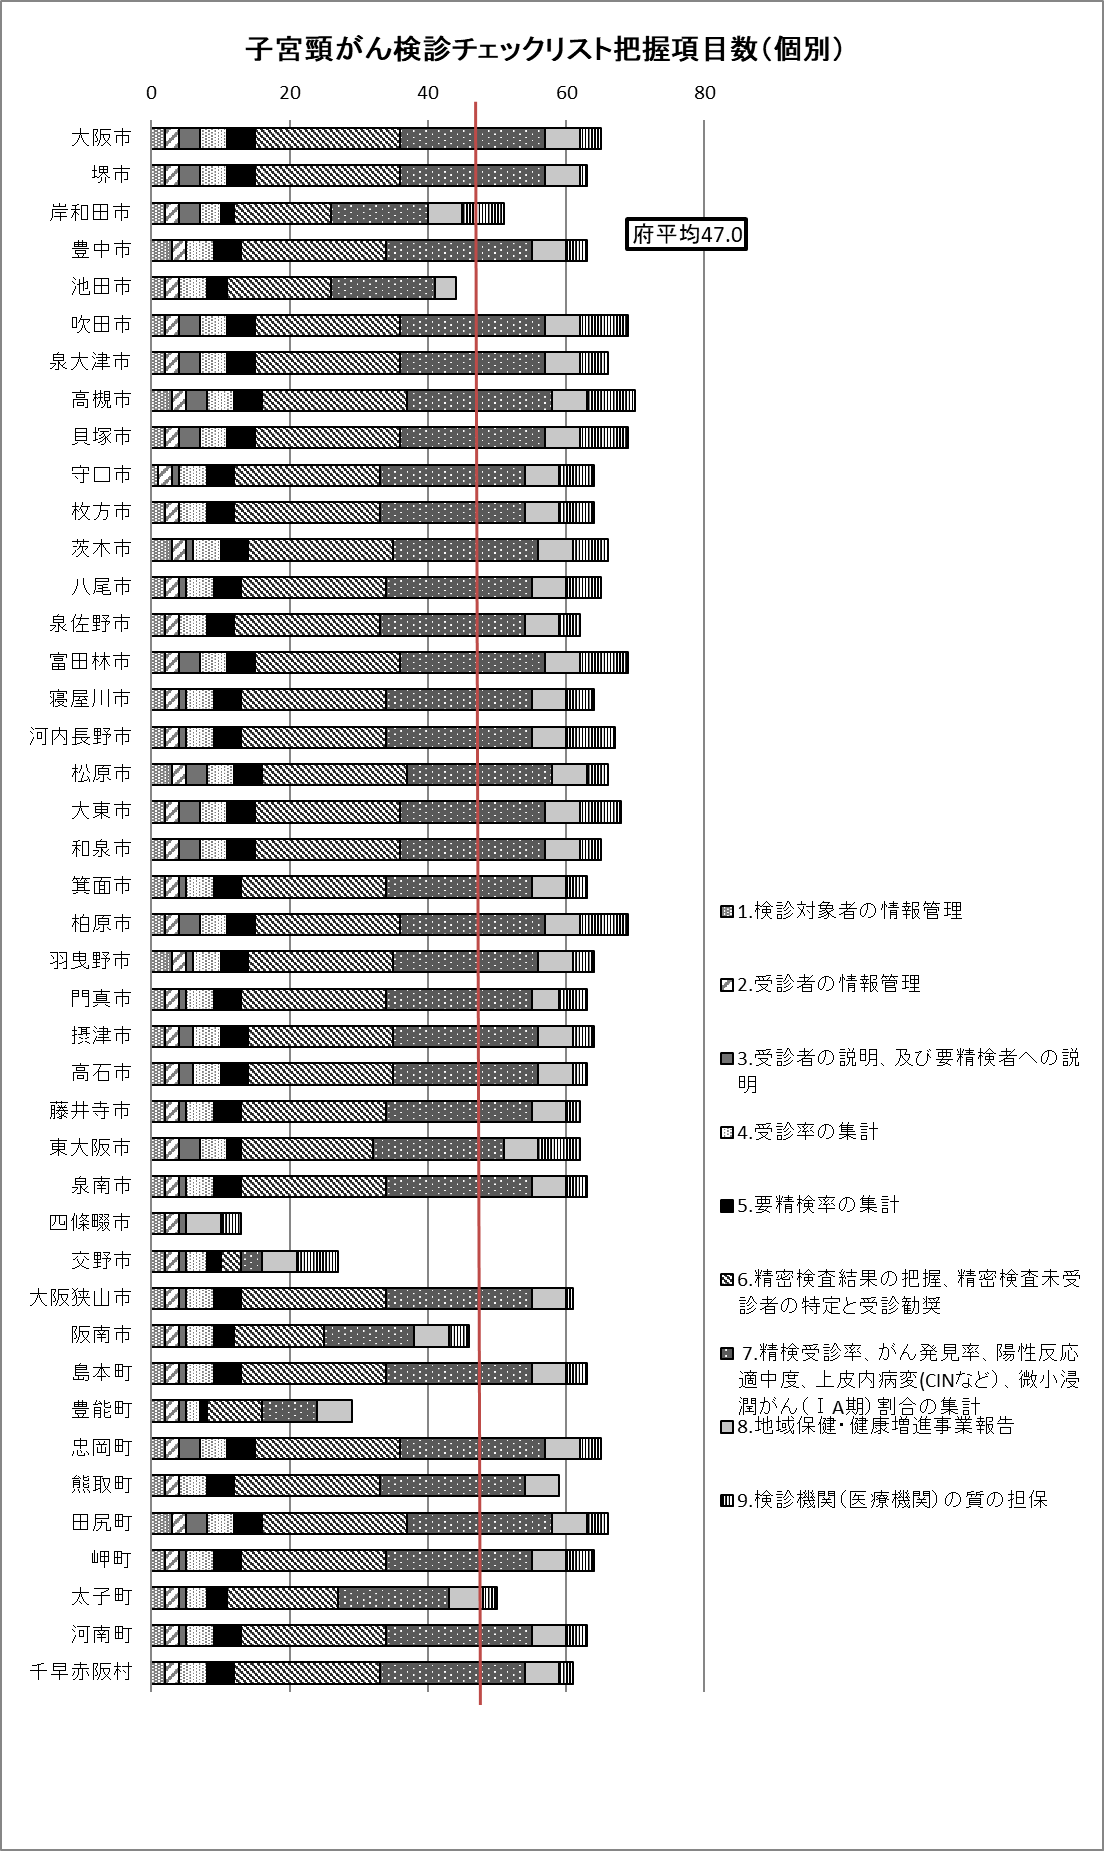 子宮頸がん検診チェックリスト把握項目数（個別）
0 20 40 60 80
大阪市
堺市
岸和田市
府平均47.0
豊中市
池田市
吹田市
泉大津市
高槻市
貝塚市
守口市
枚方市
茨木市
八尾市
泉佐野市
富田林市
寝屋川市
河内長野市
松原市
大東市
和泉市
箕面市
柏原市
羽曳野市
門真市
摂津市
高石市
藤井寺市
東大阪市
泉南市
四條畷市
交野市
大阪狭山市
阪南市
島本町
豊能町
忠岡町
熊取町
田尻町
岬町
太子町
河南町
千早赤阪村
1.検診対象者の情報管理
2.受診者の情報管理
3.受診者の説明、及び要精検者への説
明
4.受診率の集計
5.要精検率の集計
6.精密検査結果の把握、精密検査未受
診者の特定と受診勧奨
7.精検受診率、がん発見率、陽性反応
適中度、上皮内病変(CINなど）、微小浸
潤がん（ⅠA期）割合の集計
8.地域保健・健康増進事業報告
9.検診機関（医療機関）の質の担保